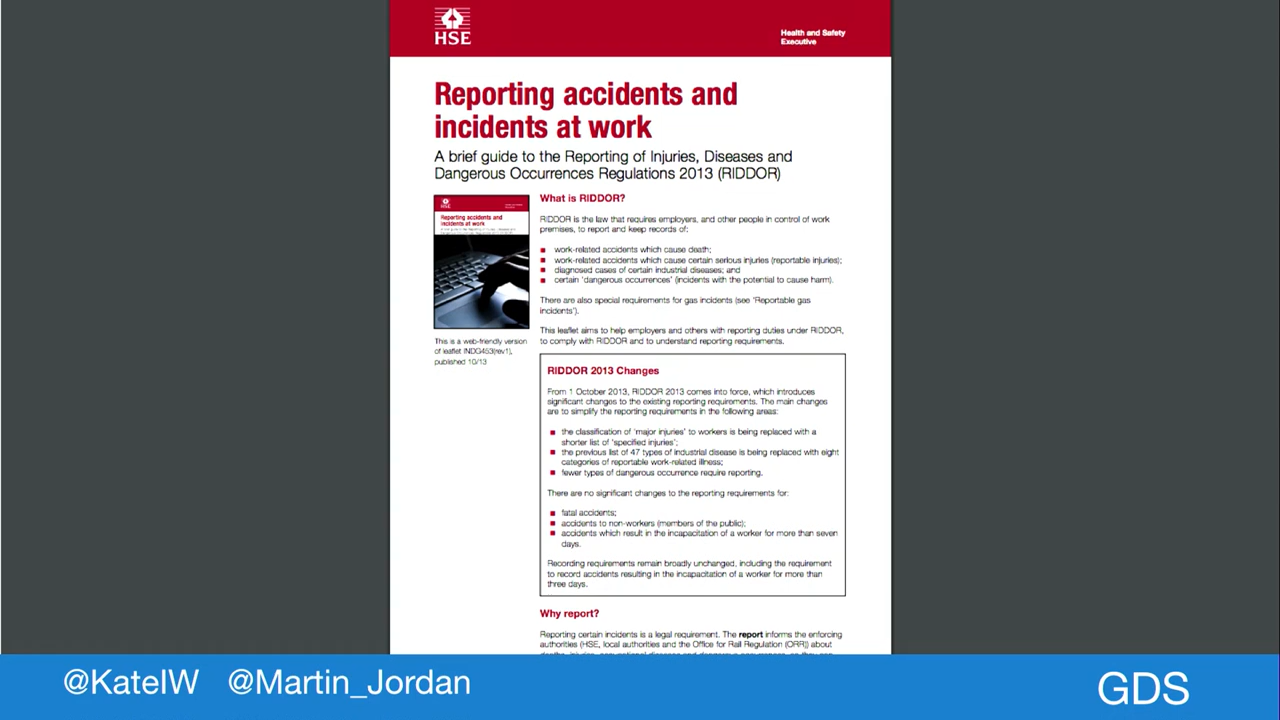 HSE
Health and Safety
Executive
Reporting accidents and
incidents at work
A brief guide to the Reporting of Injuries, Diseases and
Dangerous Occurrences Regulations 2013 (RIDDOR)
HSE
Reporting accidents and
incidents at work
This is a web-friendly version
of leaflet INDG453(rev1),
published 10/13
What is RIDDOR?
RIDDOR is the law that requires employers, and other people in control of work
premises, to report and keep records of:
work-related accidents which cause death;
work-related accidents which cause certain serious injuries (reportable injuries);
diagnosed cases of certain industrial diseases; and
certain ‘dangerous occurrences’ (incidents with the potential to cause harm).
There are also special requirements for gas incidents (see ‘Reportable gas
incidents’).
This leaflet aims to help employers and others with reporting duties under RIDDOR,
to comply with RIDDOR and to understand reporting requirements.
RIDDOR 2013 Changes
From 1 October 2013, RIDDOR 2013 comes into force, which introduces
significant changes to the existing reporting requirements. The main changes
are to simplify the reporting requirements in the following areas:
the classification of ‘major injuries’ to workers is being replaced with a
shorter list of ‘specified injuries’;
the previous list of 47 types of industrial disease is being replaced with eight
categories of reportable work-related illness;
fewer types of dangerous occurrence require reporting.
There are no significant changes to the reporting requirements for:
fatal accidents;
accidents to non-workers (members of the public);
accidents which result in the incapacitation of a worker for more than seven
days.
Recording requirements remain broadly unchanged, including the requirement
to record accidents resulting in the incapacitation of a worker for more than
three days.
Why report?
Reporting certain incidents is a legal requirement. The report informs the enforcing
authorities (HSE, local authorities and the Office for Rail Regulation (ORR)) about
@KateIW @Martin_Jordan
GDS